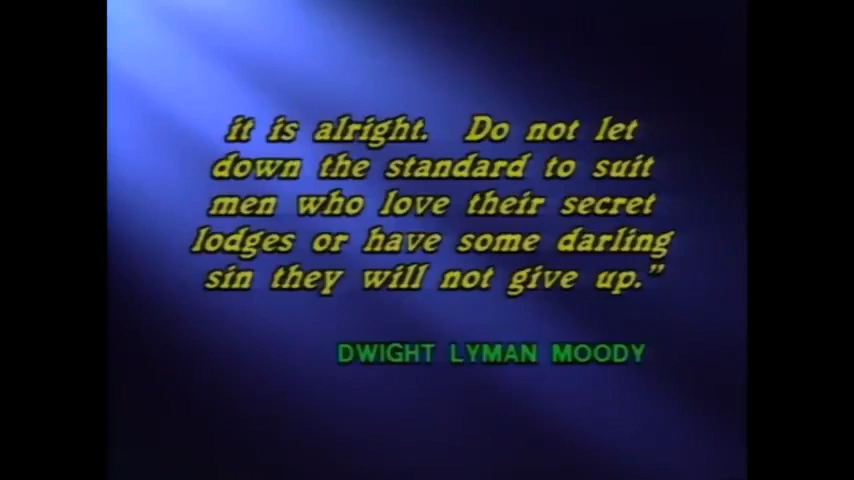 it is alright. Do not let
down the standard to suit
men who love their secret
lodges or have some darling
sin they will not give up.”
DWIGHT LYMAN MOODY